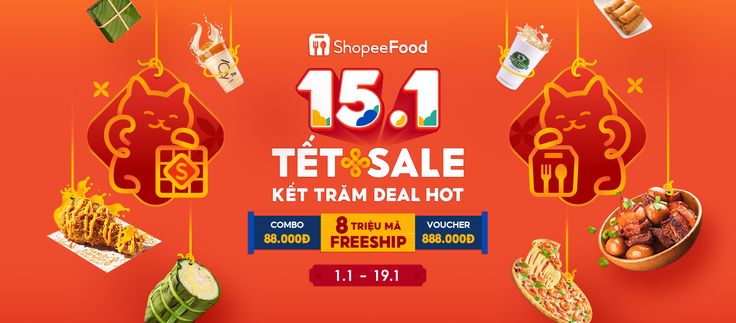 ShopeeFood
15.1
TẾT SALE
KẾT TRĂM DEAL HOT
COMBO
88.000Đ
8 TRIỆU MÃ
FREESHIP
VOUCHER
888.000Đ
1.1 – 19.1
$